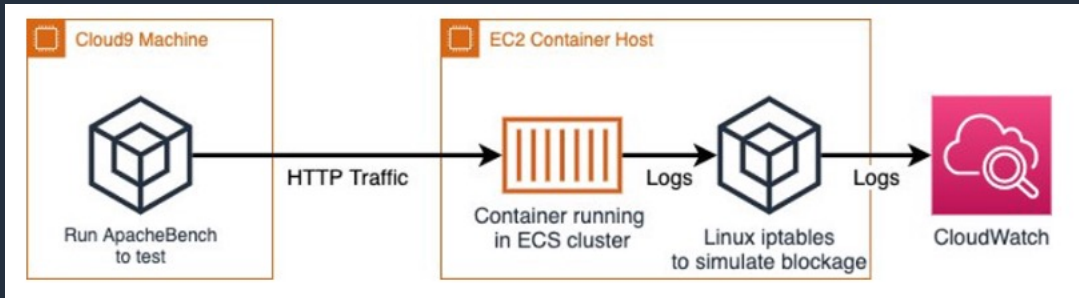 Cloud9 Machine
EC2 Container Host
HTTP Traffic
Logs
Logs
Run ApacheBench
to test
Container running
in ECS cluster
Linux iptables
to simulate blockage
CloudWatch